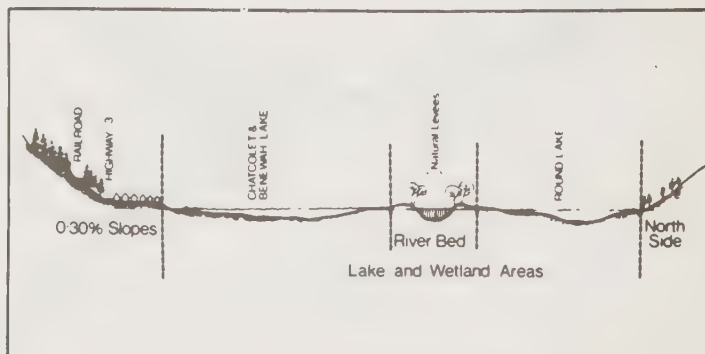 RAILROAD
HIGHWAY 3
CHATCOLET &
BENEWAH LAKE
Natural Levees
ROUND LAKE
0·30% Slopes
River Bed
North
Side
Lake and Wetland Areas